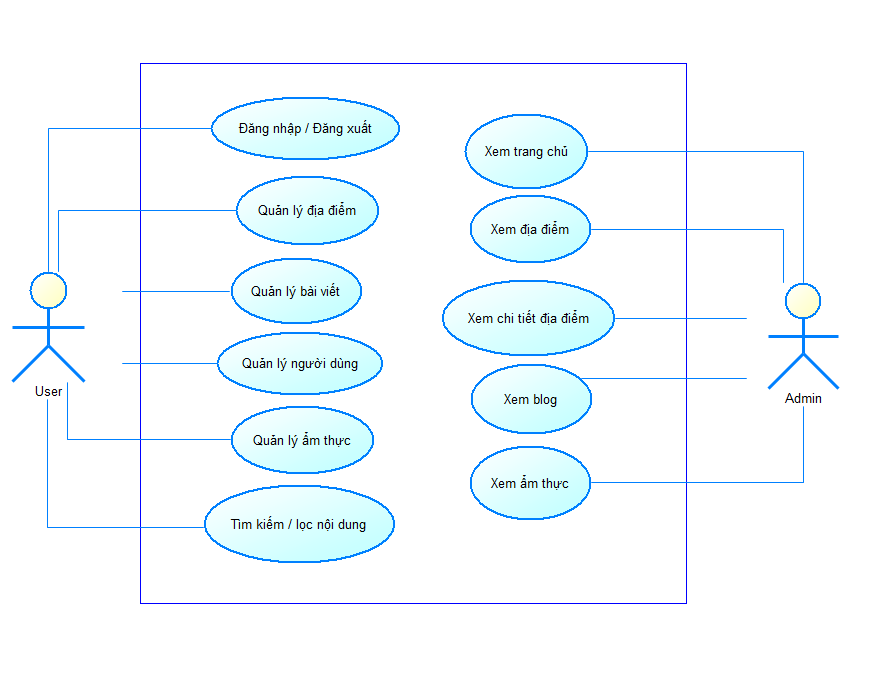 Đăng nhập / Đăng xuất
Quản lý địa điểm
Quản lý bài viết
Quản lý người dùng
Quản lý ẩm thực
Tìm kiếm / lọc nội dung
Xem trang chủ
Xem địa điểm
Xem chi tiết địa điểm
Xem blog
Xem ẩm thực
User
Admin